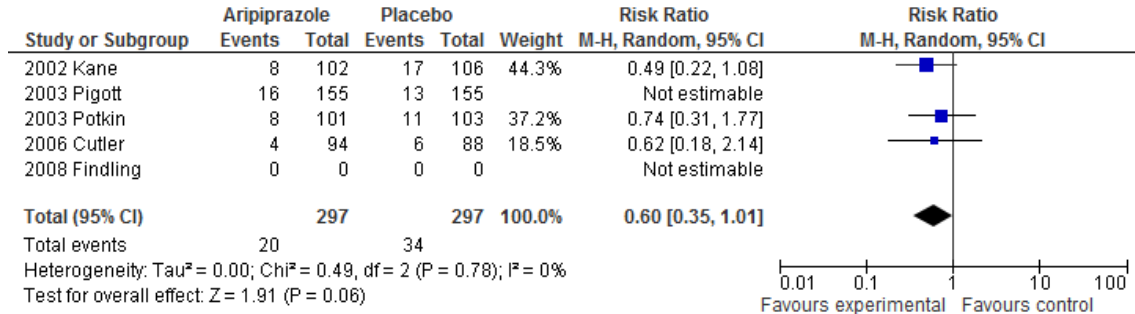 Aripiprazole Placebo Risk Ratio Risk Ratio
Study or Subgroup Events Total Events Total Weight M-H, Random, 95% CI M-H, Random, 95% CI
2002 Kane 8 102 17 106 44.3% 0.49 [0.22, 1.08]
2003 Pigott 16 155 13 155 Not estimable
2003 Potkin 8 101 11 103 37.2% 0.74 [0.31, 1.77]
2006 Cutler 4 94 6 88 18.5% 0.62 [0.18, 2.14]
2008 Findling 0 0 0 0 Not estimable
Total (95% CI) 297 297 100.0% 0.60 [0.35, 1.01]
Total events 20 34
Heterogeneity: Tau² = 0.00; Chi² = 0.49, df = 2 (P = 0.78); I² = 0%
Test for overall effect: Z = 1.91 (P = 0.06)
0.01 0.1 1 10 100
Favours experimental Favours control